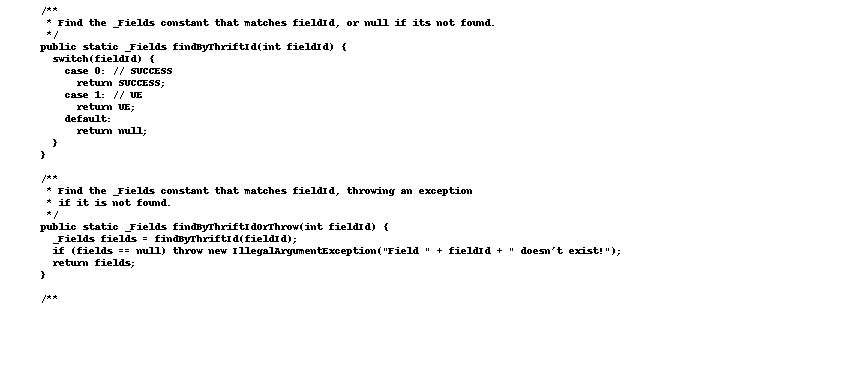 /**
 * Find the _Fields constant that matches fieldId, or null if its not found.
 */
public static _Fields findByThriftId(int fieldId) {
  switch(fieldId) {
    case 0: // SUCCESS
      return SUCCESS;
    case 1: // UE
      return UE;
    default:
      return null;
  }
}

/**
 * Find the _Fields constant that matches fieldId, throwing an exception
 * if it is not found.
 */
public static _Fields findByThriftIdOrThrow(int fieldId) {
  _Fields fields = findByThriftId(fieldId);
  if (fields == null) throw new IllegalArgumentException("Field " + fieldId + " doesn't exist!");
  return fields;
}

/**